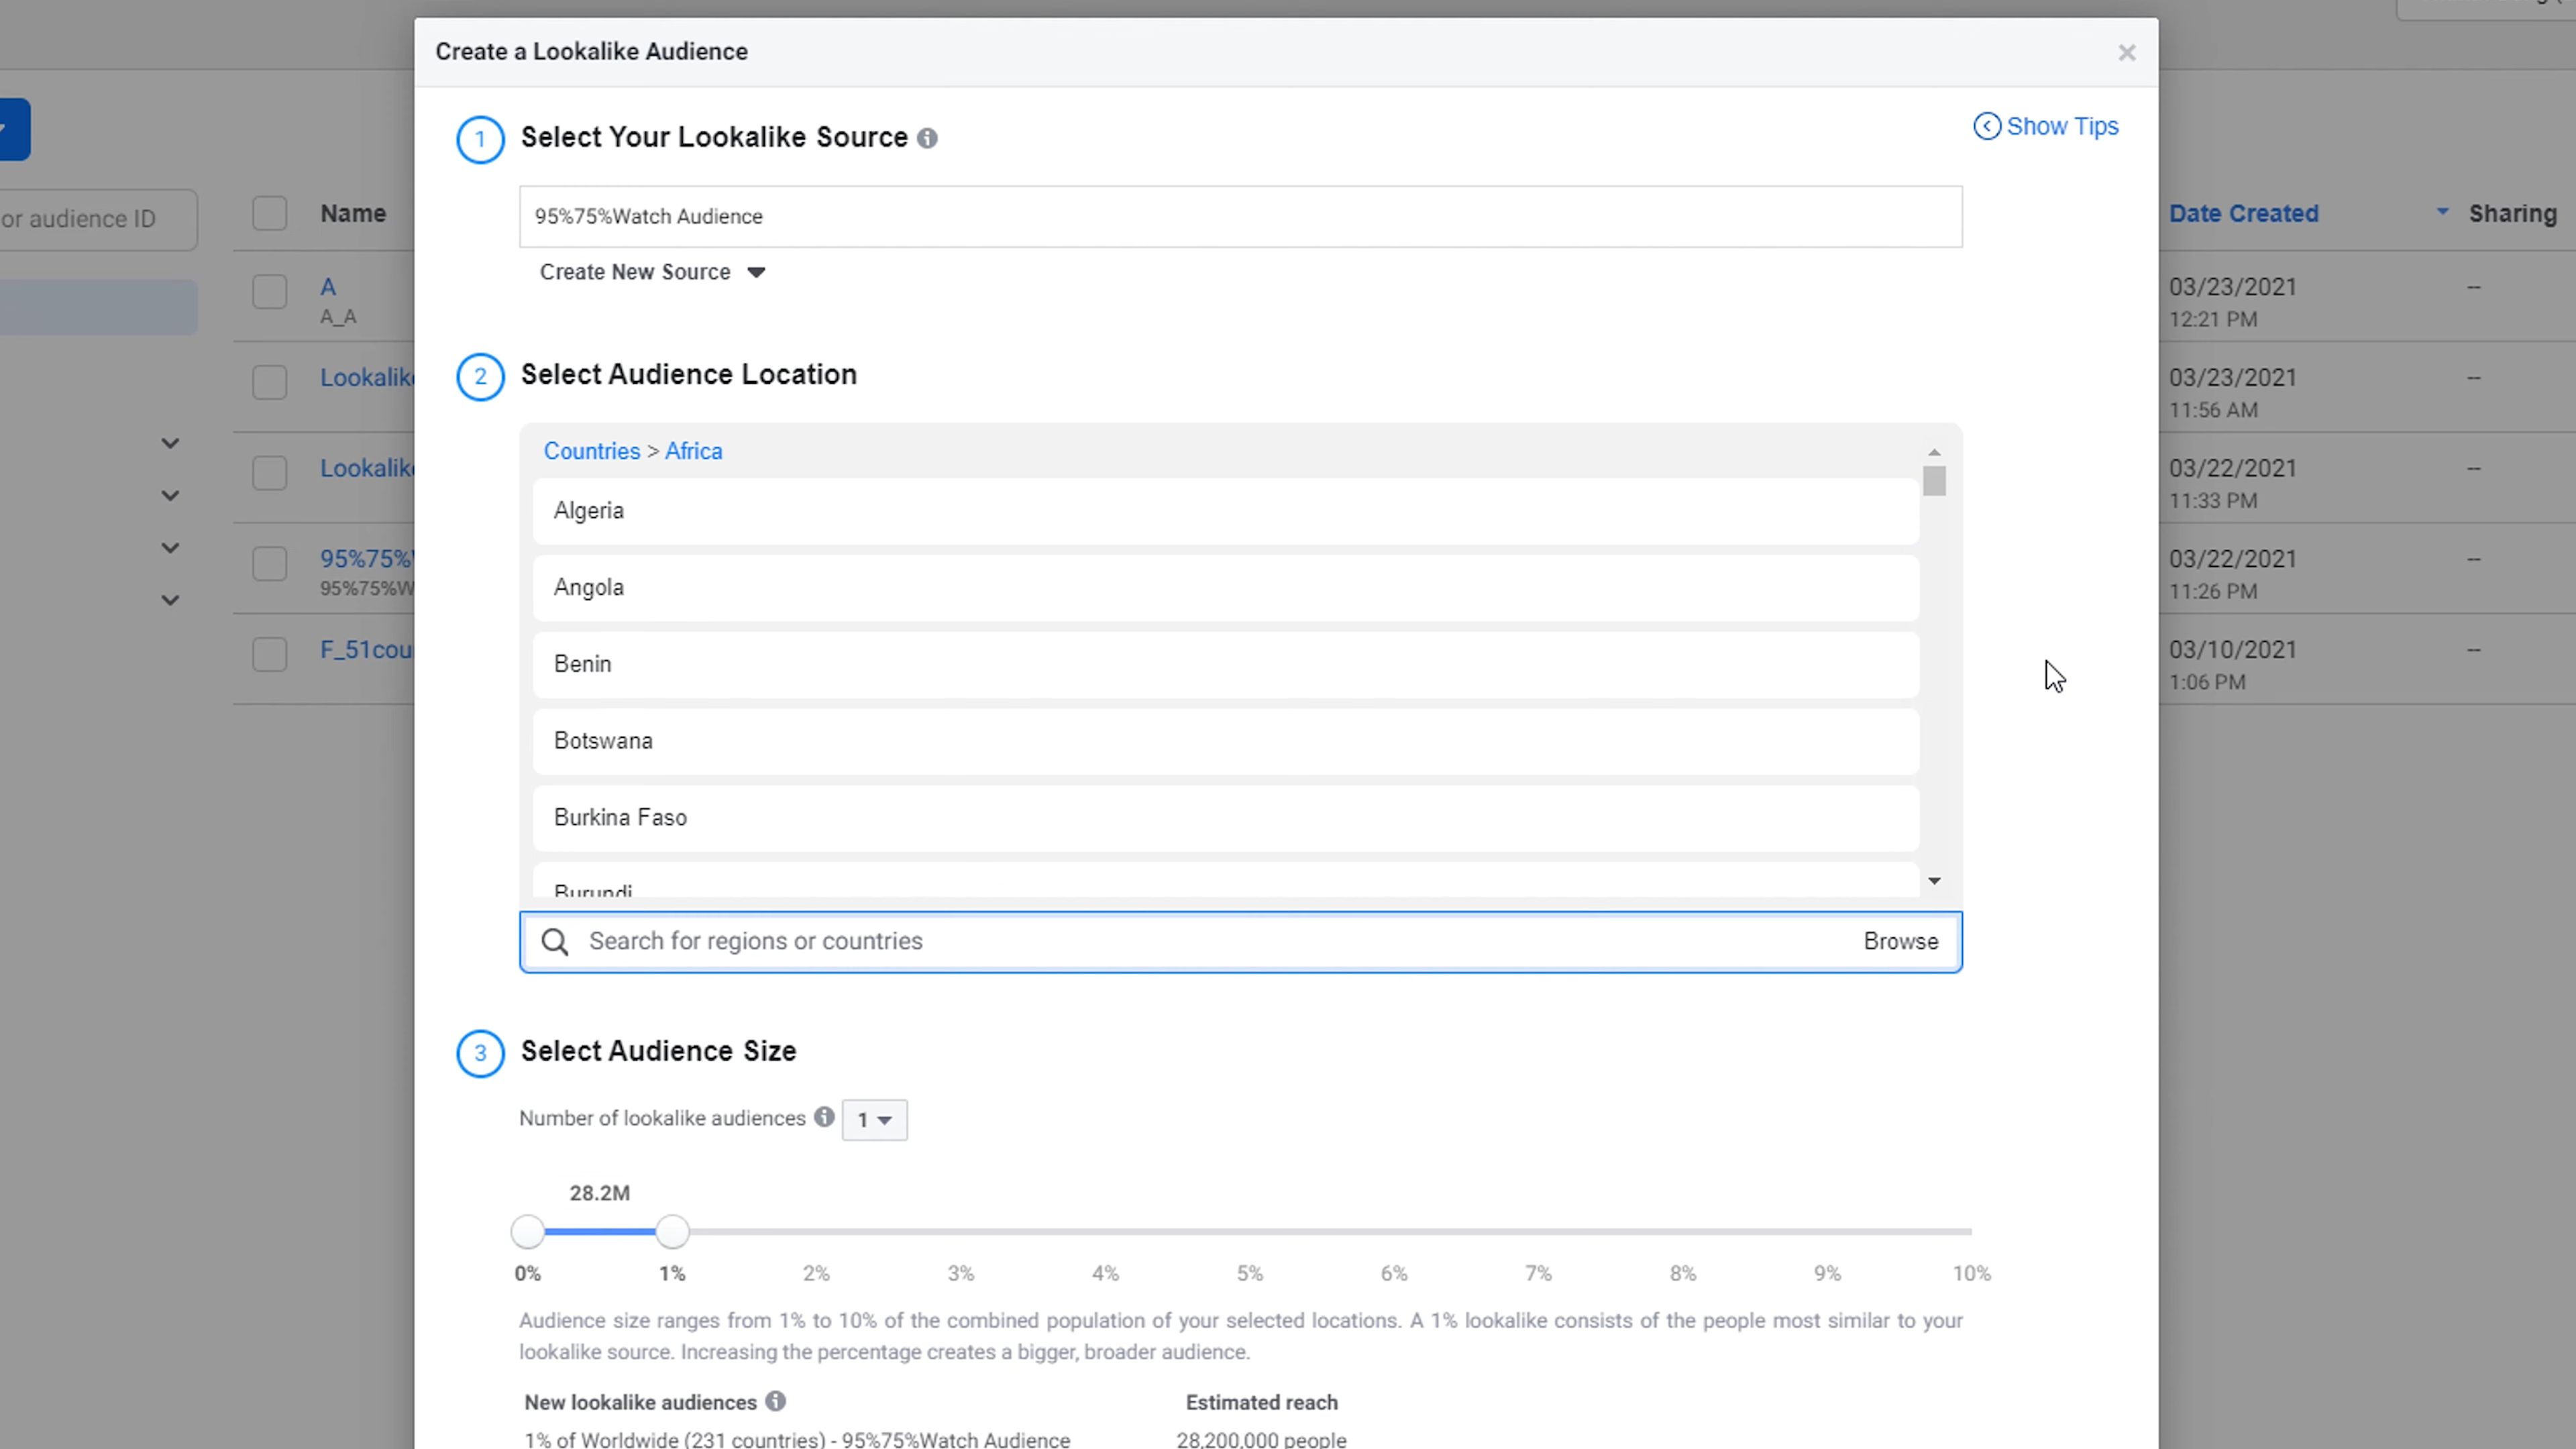 Create a Lookalike Audience
×
1 Select Your Lookalike Source
Show Tips
95%75%Watch Audience
Create New Source
2 Select Audience Location
Countries > Africa
Algeria
Angola
Benin
Botswana
Burkina Faso
Burundi
Search for regions or countries
Browse
3 Select Audience Size
Number of lookalike audiences 1
28.2M
0% 1% 2% 3% 4% 5% 6% 7% 8% 9% 10%
Audience size ranges from 1% to 10% of the combined population of your selected locations. A 1% lookalike consists of the people most similar to your
lookalike source. Increasing the percentage creates a bigger, broader audience.
New lookalike audiences Estimated reach
1% of Worldwide (231 countries) - 95%75%Watch Audience 28,200,000 people
or audience ID
Name
A
A_A
Lookalike
Lookalike
95%75%
95%75%W
F_51cou
Date Created Sharing
03/23/2021 --
12:21 PM
03/23/2021 --
11:56 AM
03/22/2021 --
11:33 PM
03/22/2021 --
11:26 PM
03/10/2021 --
1:06 PM